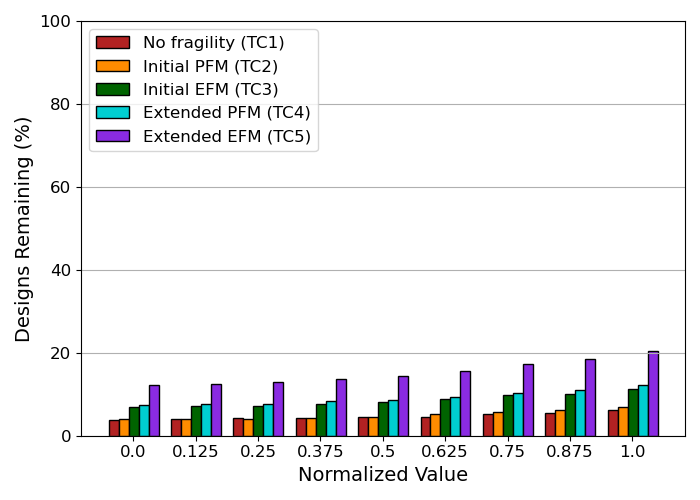 100
80
60
40
20
0
Designs Remaining (%)
No fragility (TC1)
Initial PFM (TC2)
Initial EFM (TC3)
Extended PFM (TC4)
Extended EFM (TC5)
0.0 0.125 0.25 0.375 0.5 0.625 0.75 0.875 1.0
Normalized Value